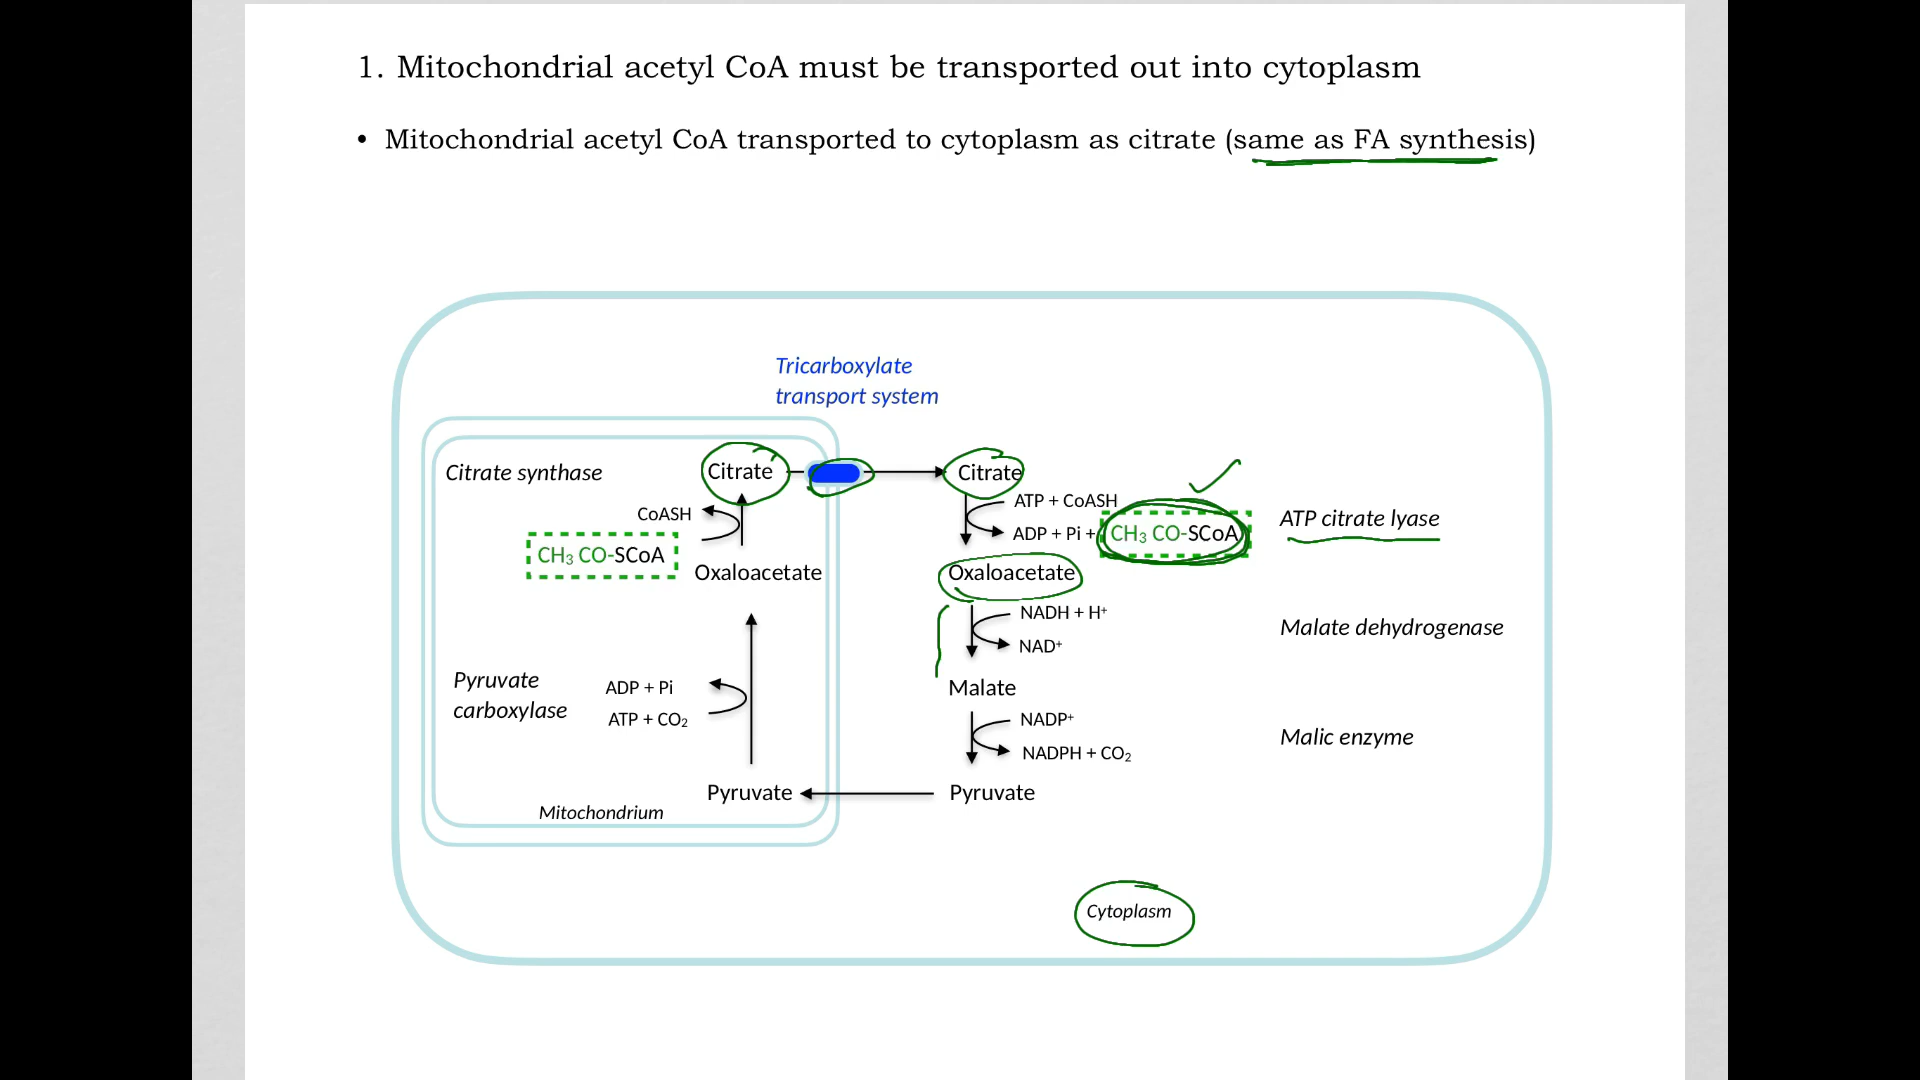 1. Mitochondrial acetyl CoA must be transported out into cytoplasm
• Mitochondrial acetyl CoA transported to cytoplasm as citrate (same as FA synthesis)
Tricarboxylate
transport system
Citrate synthase
Citrate
Citrate
CoASH
ATP + CoASH
CH₃ CO-SCoA
ADP + Pi + CH₃ CO-SCoA
ATP citrate lyase
Oxaloacetate
Oxaloacetate
NADH + H⁺
NAD⁺
Malate dehydrogenase
Pyruvate
carboxylase
ADP + Pi
ATP + CO₂
Malate
NADP⁺
NADPH + CO₂
Malic enzyme
Pyruvate
Pyruvate
Mitochondrium
Cytoplasm